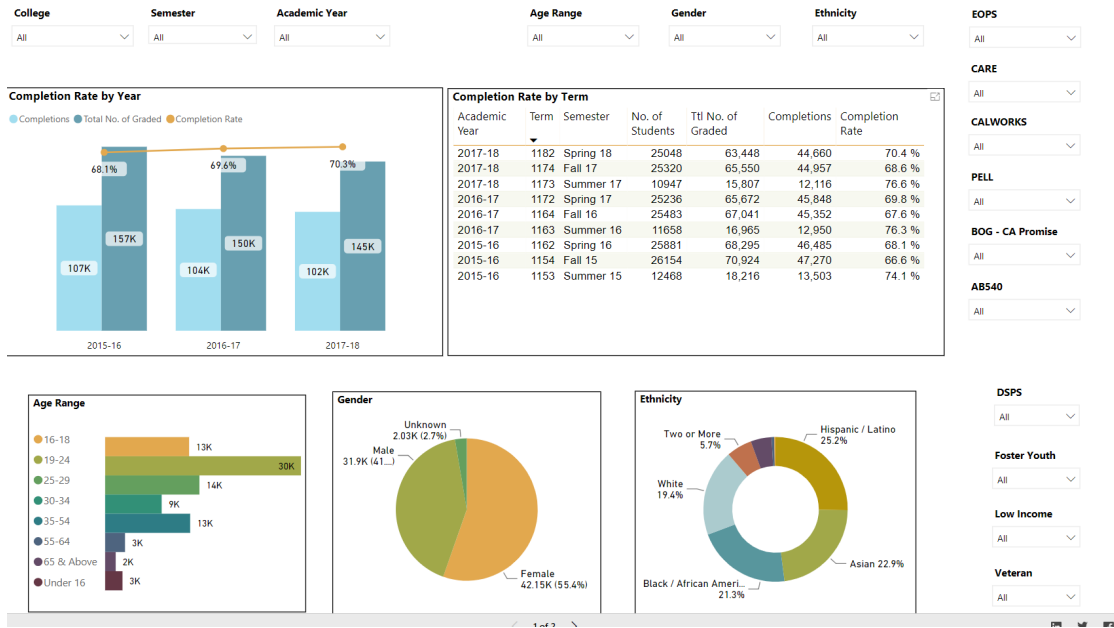 College
Semester
Academic Year
Age Range
Gender
Ethnicity
EOPS
All
All
All
All
All
All
All
CARE
All
CALWORKS
All
PELL
All
BOG - CA Promise
All
AB540
All
Completion Rate by Year
Completions Total No. of Graded Completion Rate
68.1%
69.6%
70.3%
157K
150K
145K
107K
104K
102K
2015-16
2016-17
2017-18
Completion Rate by Term
Academic Year Term Semester No. of Students Ttl No. of Graded Completions Completion Rate
2017-18 1182 Spring 18 25048 63,448 44,660 70.4 %
2017-18 1174 Fall 17 25320 65,550 44,957 68.6 %
2017-18 1173 Summer 17 10947 15,807 12,116 76.6 %
2016-17 1172 Spring 17 25236 65,672 45,848 69.8 %
2016-17 1164 Fall 16 25483 67,041 45,352 67.6 %
2016-17 1163 Summer 16 11658 16,965 12,950 76.3 %
2015-16 1162 Spring 16 25881 68,295 46,485 68.1 %
2015-16 1154 Fall 15 26154 70,924 47,270 66.6 %
2015-16 1153 Summer 15 12468 18,216 13,503 74.1 %
Age Range
16-18 13K
19-24 30K
25-29 14K
30-34 9K
35-54 13K
55-64 3K
65 & Above 2K
Under 16 3K
Gender
Unknown
2.03K (2.7%)
Male
31.9K (41...)
Female
42.15K (55.4%)
Ethnicity
Two or More
5.7%
Hispanic / Latino
25.2%
White
19.4%
Asian 22.9%
Black / African Ameri...
21.3%
DSPS
All
Foster Youth
All
Low Income
All
Veteran
All
1 of 2